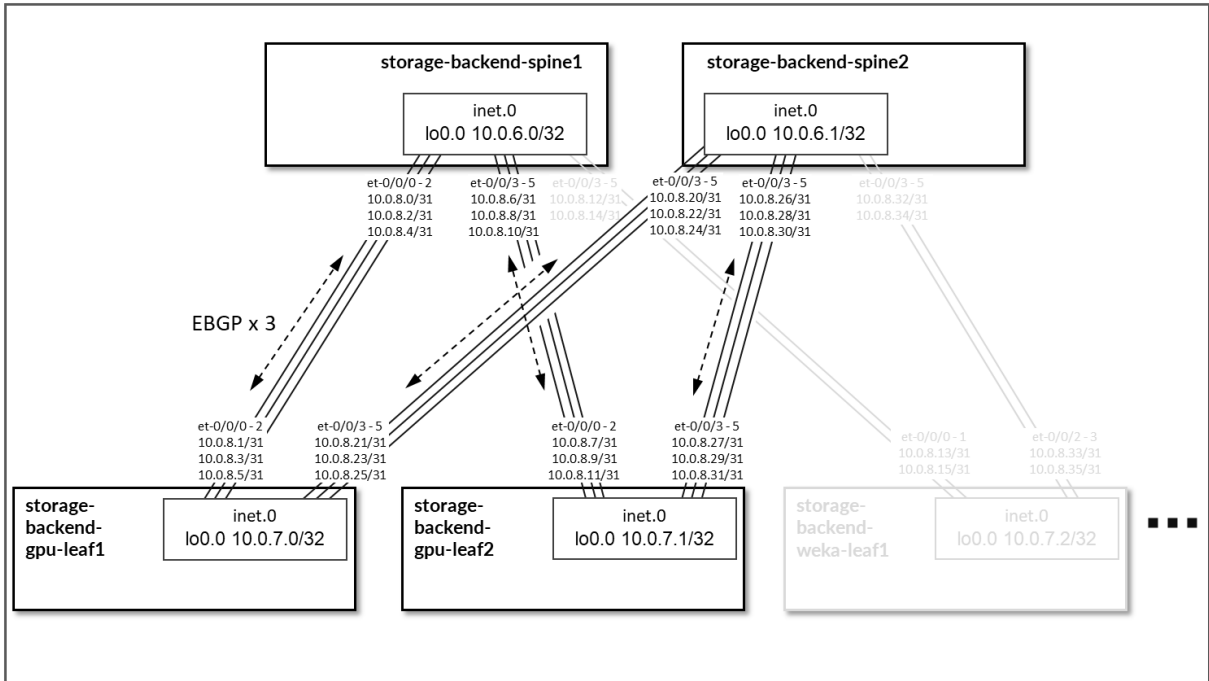 storage-backend-spine1
inet.0
lo0.0 10.0.6.0/32
storage-backend-spine2
inet.0
lo0.0 10.0.6.1/32
et-0/0/0 - 2
10.0.8.0/31
10.0.8.2/31
10.0.8.4/31
et-0/0/3 - 5
10.0.8.6/31
10.0.8.8/31
10.0.8.10/31
et-0/0/3 - 5
10.0.8.12/31
10.0.8.14/31
et-0/0/3 - 5
10.0.8.20/31
10.0.8.22/31
10.0.8.24/31
et-0/0/3 - 5
10.0.8.26/31
10.0.8.28/31
10.0.8.30/31
et-0/0/3 - 5
10.0.8.32/31
10.0.8.34/31
EBGP x 3
et-0/0/0 - 2
10.0.8.1/31
10.0.8.3/31
10.0.8.5/31
et-0/0/3 - 5
10.0.8.21/31
10.0.8.23/31
10.0.8.25/31
et-0/0/0 - 2
10.0.8.7/31
10.0.8.9/31
10.0.8.11/31
et-0/0/3 - 5
10.0.8.27/31
10.0.8.29/31
10.0.8.31/31
et-0/0/0 - 1
10.0.8.13/31
10.0.8.15/31
et-0/0/2 - 3
10.0.8.33/31
10.0.8.35/31
storage-
backend-
gpu-leaf1
inet.0
lo0.0 10.0.7.0/32
storage-
backend-
gpu-leaf2
inet.0
lo0.0 10.0.7.1/32
storage-
backend-
weka-leaf1
inet.0
lo0.0 10.0.7.2/32